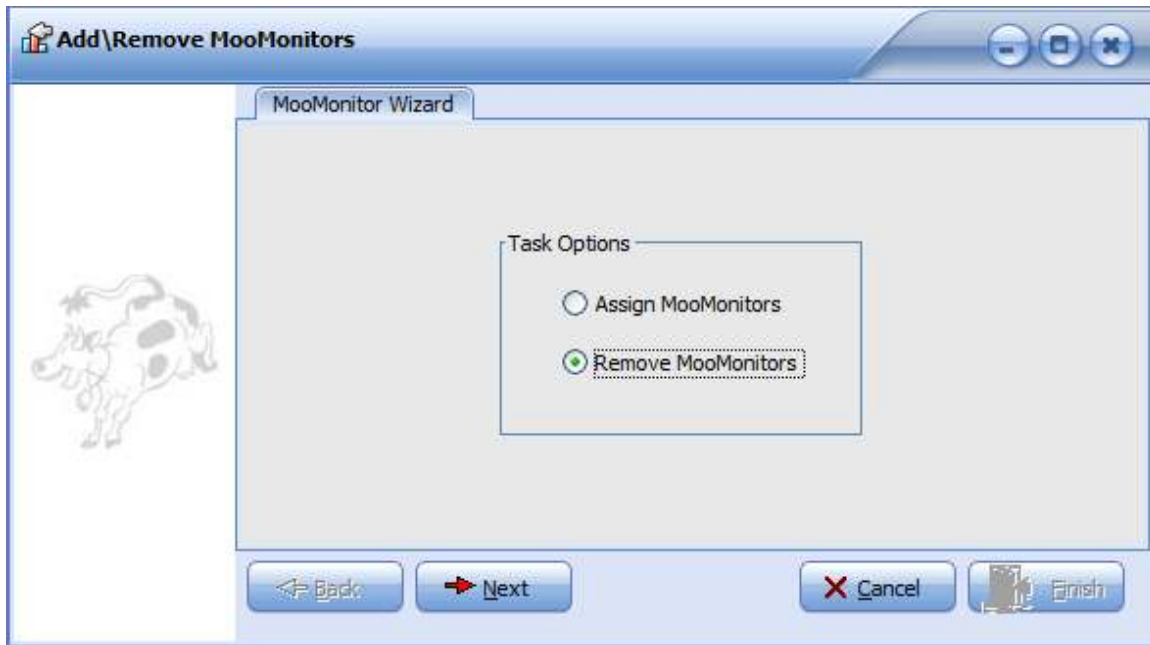 Add\Remove MooMonitors
MooMonitor Wizard
Task Options
Assign MooMonitors
Remove MooMonitors
Back
Next
Cancel
Finish